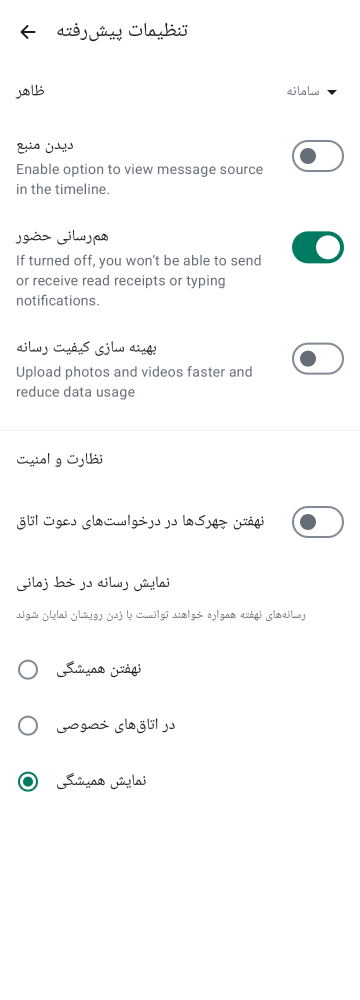 تنظیمات پیش‌رفته
ظاهر
سامانه
دیدن منبع
Enable option to view message source
in the timeline.
هم‌رسانی حضور
If turned off, you won’t be able to send
or receive read receipts or typing
notifications.
بهینه سازی کیفیت رسانه
Upload photos and videos faster and
reduce data usage
نظارت و امنیت
نهفتن چهرک‌ها در درخواست‌های دعوت اتاق
نمایش رسانه در خط زمانی
رسانه‌های نهفته همواره خواهند توانست با زدن رویشان نمایان شوند
نهفتن همیشگی
در اتاق‌های خصوصی
نمایش همیشگی